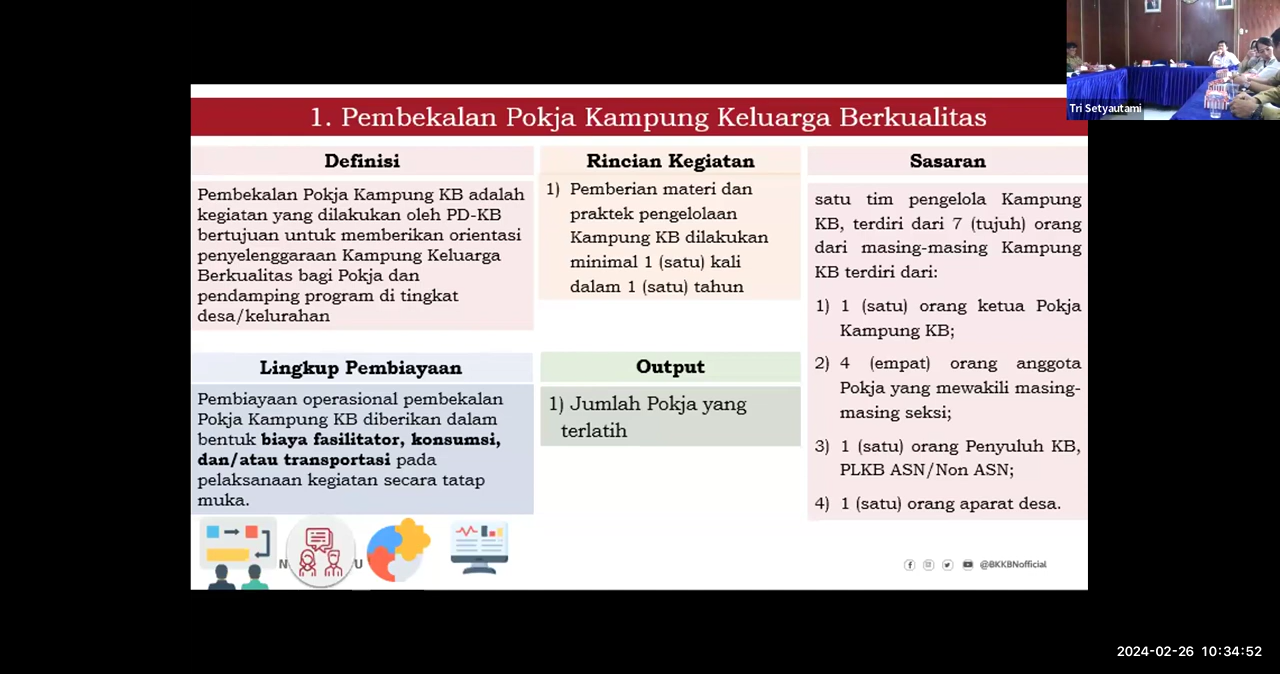 Tri Setyautami
1. Pembekalan Pokja Kampung Keluarga Berkualitas
Definisi
Pembekalan Pokja Kampung KB adalah
kegiatan yang dilakukan oleh PD-KB
bertujuan untuk memberikan orientasi
penyelenggaraan Kampung Keluarga
Berkualitas bagi Pokja dan
pendamping program di tingkat
desa/kelurahan
Lingkup Pembiayaan
Pembiayaan operasional pembekalan
Pokja Kampung KB diberikan dalam
bentuk biaya fasilitator, konsumsi,
dan/atau transportasi pada
pelaksanaan kegiatan secara tatap
muka.
Rincian Kegiatan
1) Pemberian materi dan
praktek pengelolaan
Kampung KB dilakukan
minimal 1 (satu) kali
dalam 1 (satu) tahun
Output
1) Jumlah Pokja yang
terlatih
Sasaran
satu tim pengelola Kampung
KB, terdiri dari 7 (tujuh) orang
dari masing-masing Kampung
KB terdiri dari:
1) 1 (satu) orang ketua Pokja
Kampung KB;
2) 4 (empat) orang anggota
Pokja yang mewakili masing-
masing seksi;
3) 1 (satu) orang Penyuluh KB,
PLKB ASN/Non ASN;
4) 1 (satu) orang aparat desa.
@BKKBNofficial
2024-02-26 10:34:52